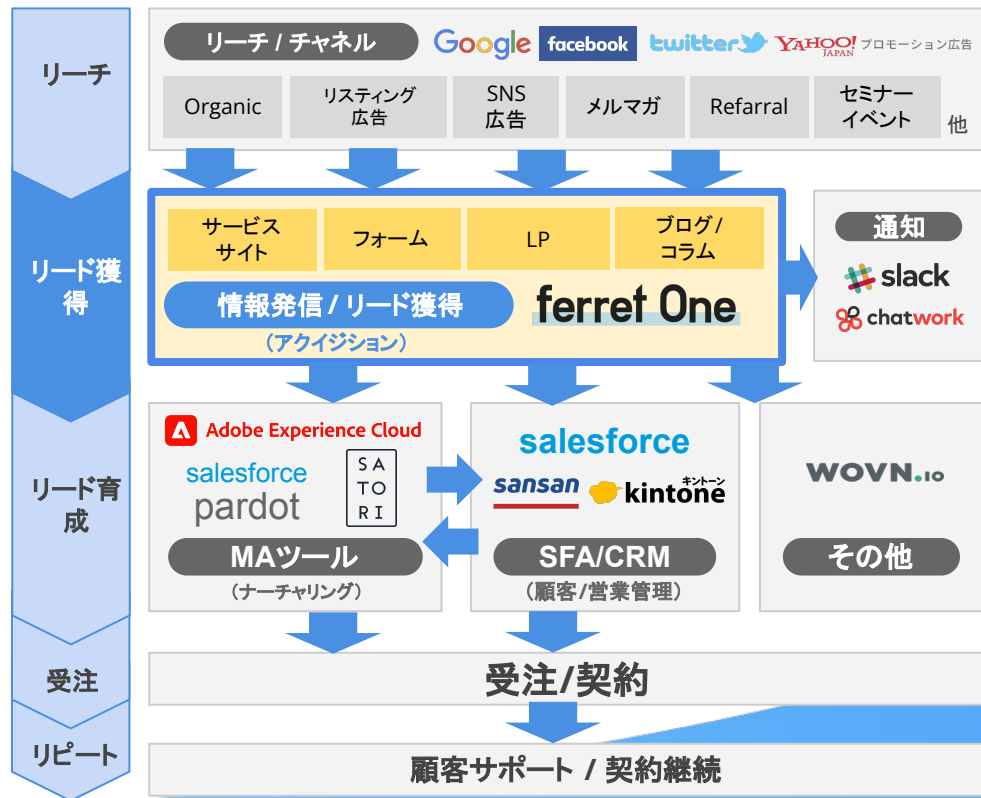 リーチ
リーチ / チャネル
Google
facebook
twitter
YAHOO!
JAPAN
プロモーション広告
Organic
リスティング
広告
SNS
広告
メルマガ
Refarral
セミナー
イベント
他
リード獲
得
サービス
サイト
フォーム
LP
ブログ/
コラム
情報発信 / リード獲得
（アクイジション）
ferret One
通知
slack
chatwork
リード育
成
Adobe Experience Cloud
salesforce
pardot
SA
TO
RI
MAツール
（ナーチャリング）
salesforce
sansan
キントーン
kintone
SFA/CRM
（顧客/営業管理）
WOVN.io
その他
受注
受注/契約
リピート
顧客サポート / 契約継続